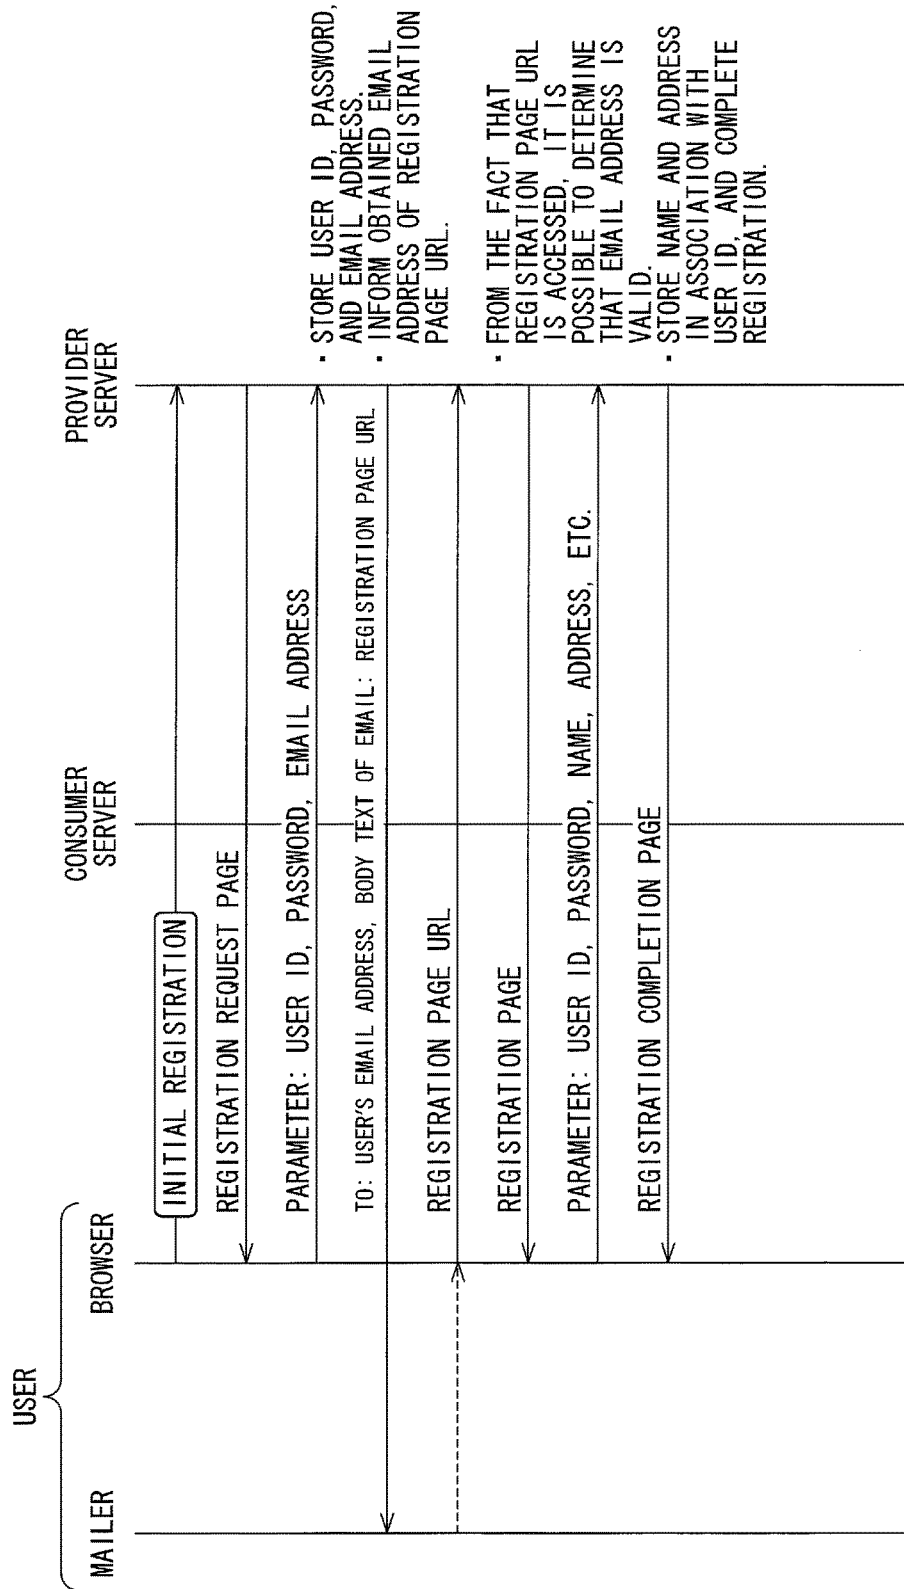 USER
MAILER
BROWSER
CONSUMER
SERVER
PROVIDER
SERVER
INITIAL REGISTRATION
REGISTRATION REQUEST PAGE
PARAMETER: USER ID, PASSWORD, EMAIL ADDRESS
▪ STORE USER ID, PASSWORD,
AND EMAIL ADDRESS.
▪ INFORM OBTAINED EMAIL
ADDRESS OF REGISTRATION
PAGE URL.
TO: USER'S EMAIL ADDRESS, BODY TEXT OF EMAIL: REGISTRATION PAGE URL
REGISTRATION PAGE URL
▪ FROM THE FACT THAT
REGISTRATION PAGE URL
IS ACCESSED, IT IS
POSSIBLE TO DETERMINE
THAT EMAIL ADDRESS IS
VALID.
REGISTRATION PAGE
PARAMETER: USER ID, PASSWORD, NAME, ADDRESS, ETC.
▪ STORE NAME AND ADDRESS
IN ASSOCIATION WITH
USER ID, AND COMPLETE
REGISTRATION.
REGISTRATION COMPLETION PAGE